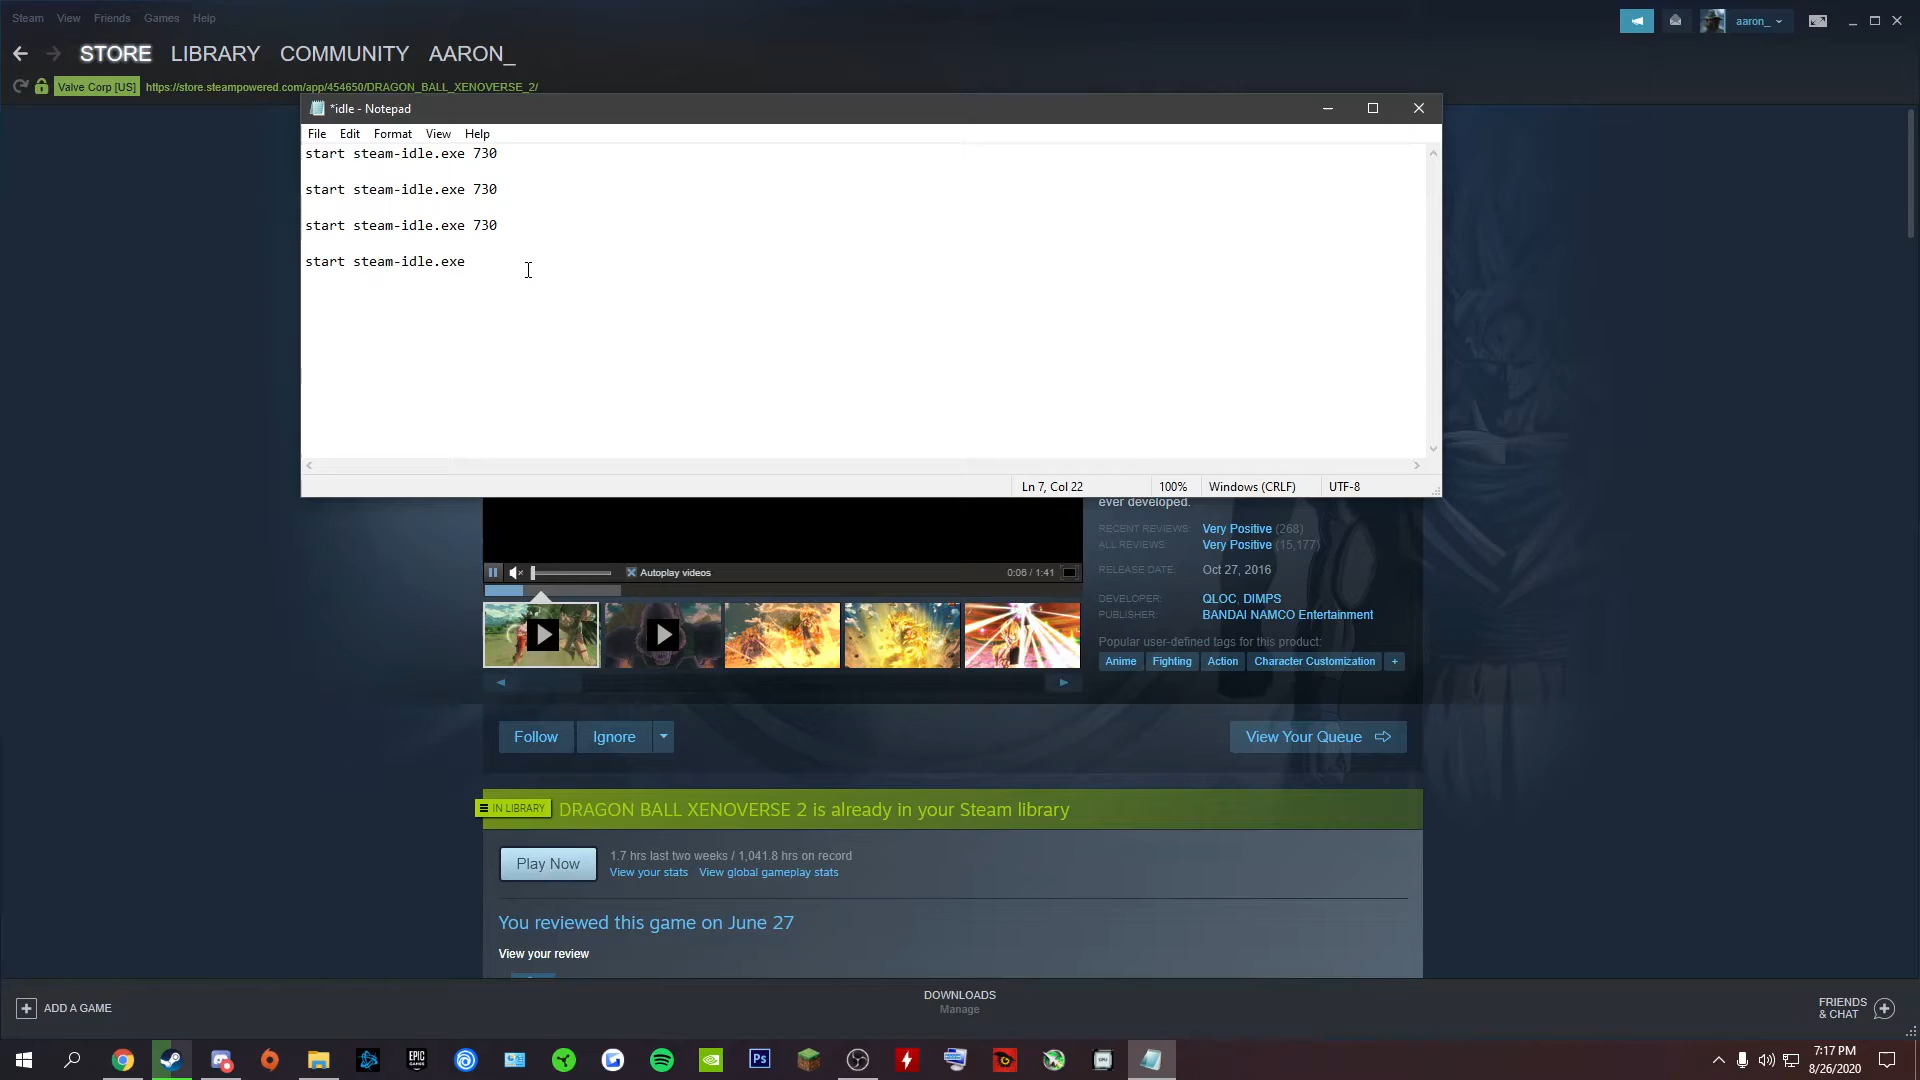 Steam View Friends Games Help
aaron_
STORE LIBRARY COMMUNITY AARON_
Valve Corp [US] https://store.steampowered.com/app/454650/DRAGON_BALL_XENOVERSE_2/
*idle - Notepad
File Edit Format View Help
start steam-idle.exe 730
start steam-idle.exe 730
start steam-idle.exe 730
start steam-idle.exe
Ln 7, Col 22 100% Windows (CRLF) UTF-8
ever developed.
RECENT REVIEWS: Very Positive (268)
ALL REVIEWS: Very Positive (15,177)
RELEASE DATE: Oct 27, 2016
DEVELOPER: QLOC, DIMPS
PUBLISHER: BANDAI NAMCO Entertainment
Popular user-defined tags for this product:
Anime Fighting Action Character Customization +
Autoplay videos 0:06 / 1:41
Follow Ignore View Your Queue
IN LIBRARY DRAGON BALL XENOVERSE 2 is already in your Steam library
Play Now
1.7 hrs last two weeks / 1,041.8 hrs on record
View your stats View global gameplay stats
You reviewed this game on June 27
View your review
ADD A GAME
DOWNLOADS
Manage
FRIENDS
& CHAT
EPIC
GAMES
Ps
7:17 PM
8/26/2020